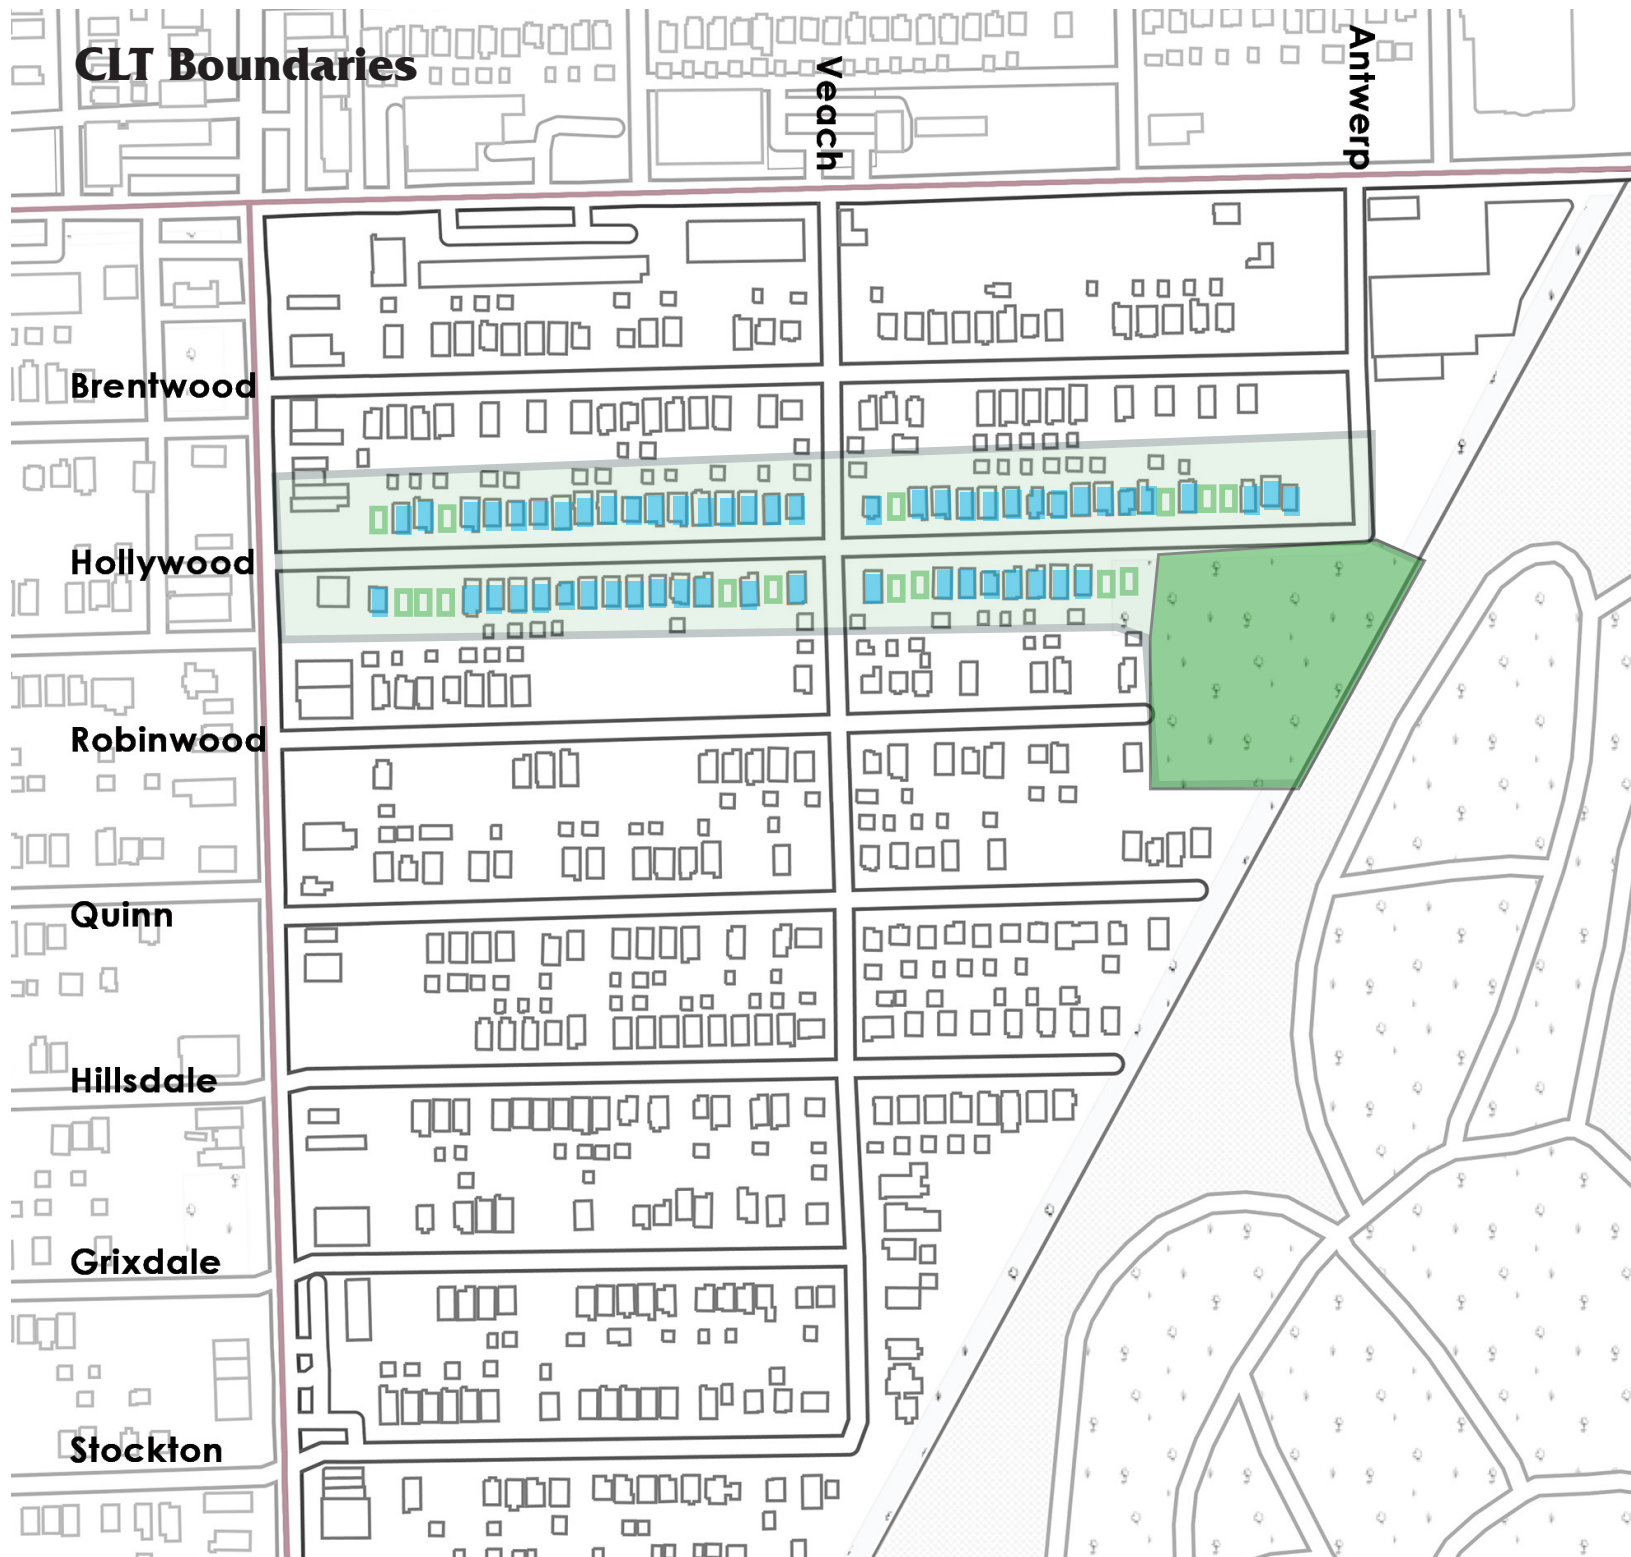 CLT Boundaries
Veach
Antwerp
Brentwood
Hollywood
Robinwood
Quinn
Hillsdale
Grixdale
Stockton